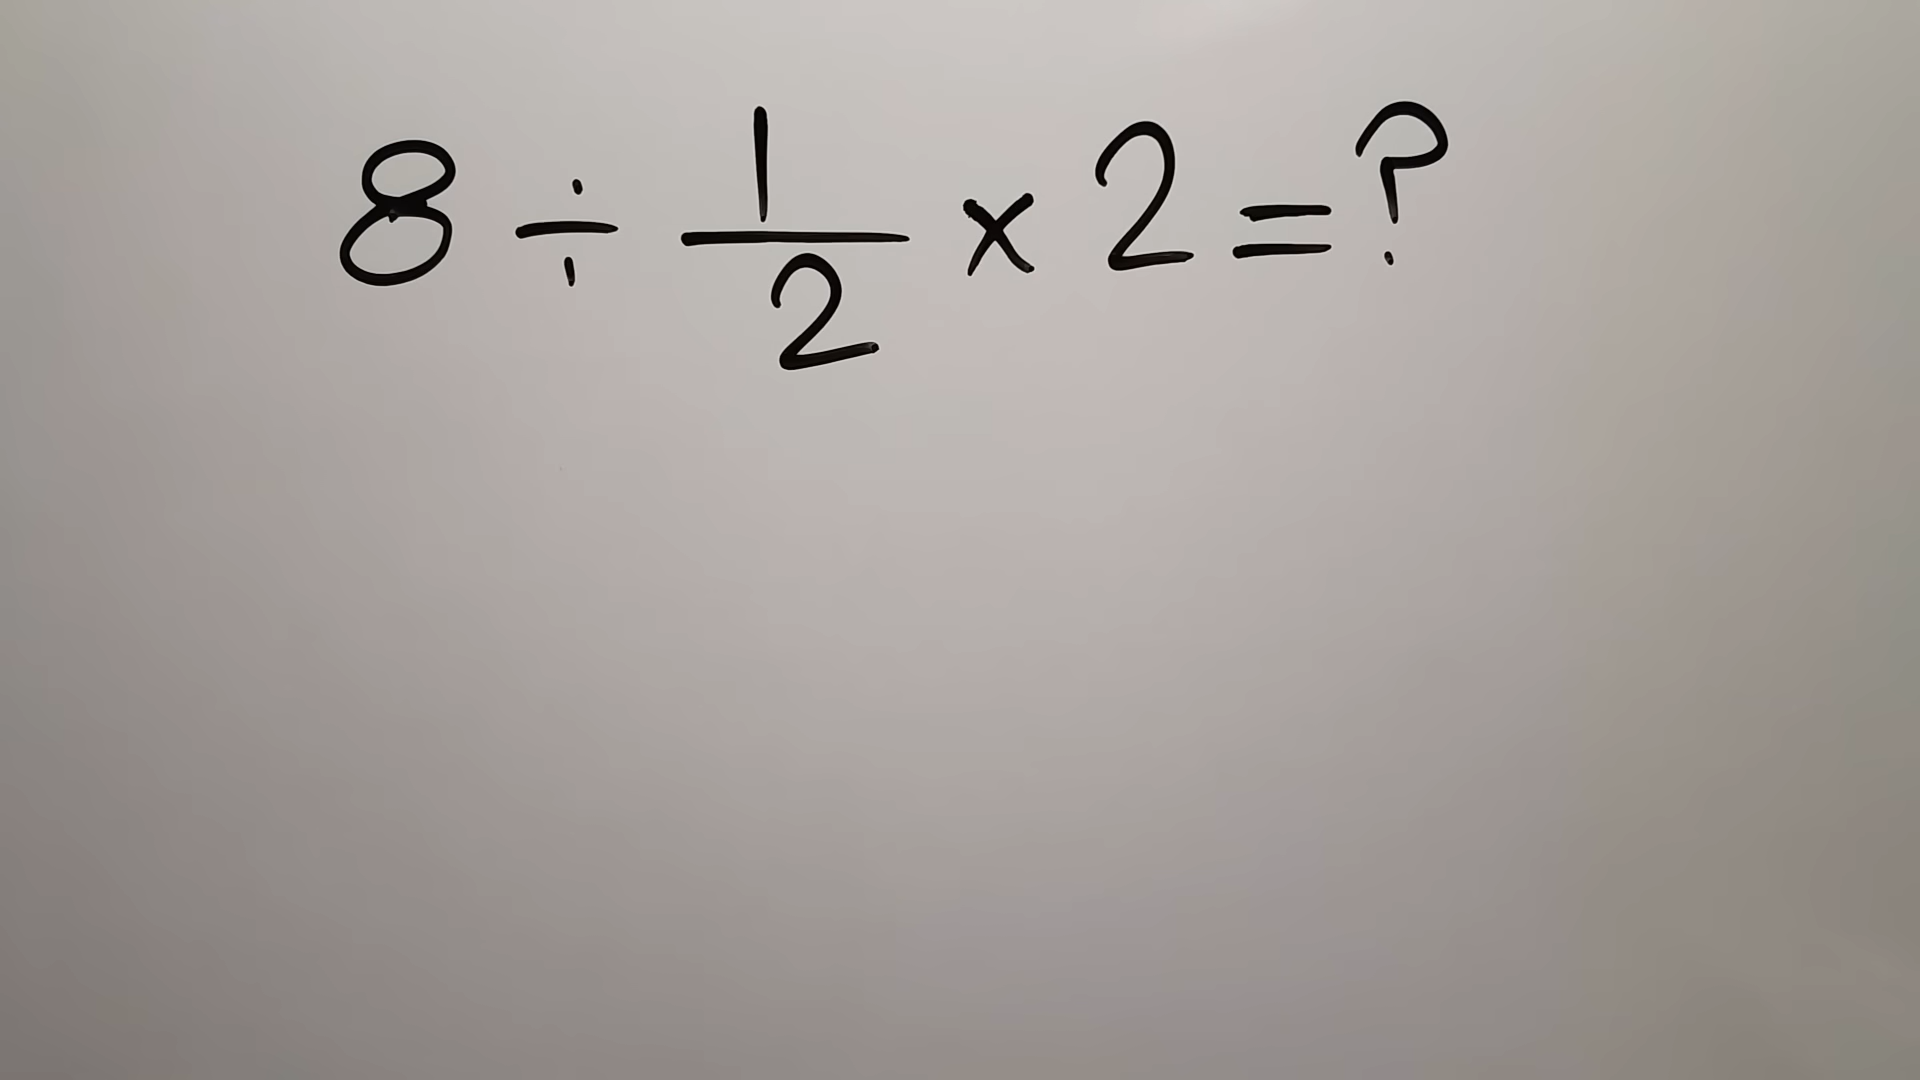 8 ÷ 1/2 × 2 = ?